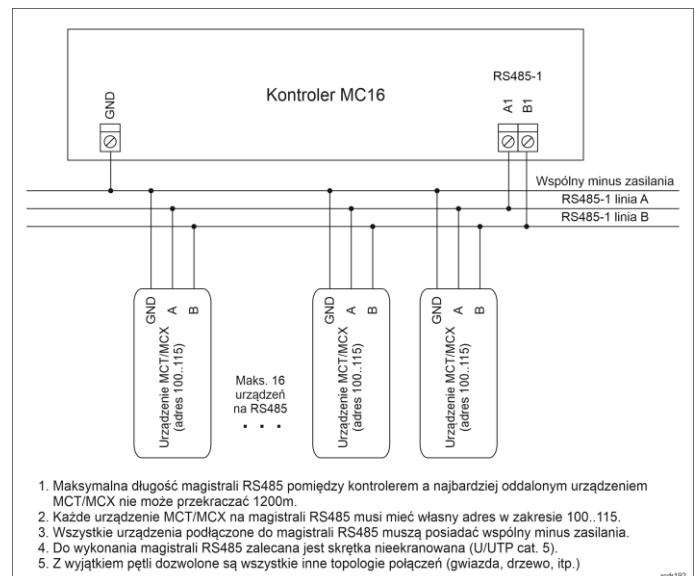 Kontroler MC16
RS485-1
GND
A1
B1
Wspólny minus zasilania
RS485-1 linia A
RS485-1 linia B
GND
A
B
Urządzenie MCT/MCX
(adres 100..115)
Maks. 16
urządzeń
na RS485
. . .
GND
A
B
Urządzenie MCT/MCX
(adres 100..115)
GND
A
B
Urządzenie MCT/MCX
(adres 100..115)
1. Maksymalna długość magistrali RS485 pomiędzy kontrolerem a najbardziej oddalonym urządzeniem
MCT/MCX nie może przekraczać 1200m.
2. Każde urządzenie MCT/MCX na magistrali RS485 musi mieć własny adres w zakresie 100..115.
3. Wszystkie urządzenia podłączone do magistrali RS485 muszą posiadać wspólny minus zasilania.
4. Do wykonania magistrali RS485 zalecana jest skrętka nieekranowana (U/UTP cat. 5).
5. Z wyjątkiem pętli dozwolone są wszystkie inne topologie połączeń (gwiazda, drzewo, itp.)